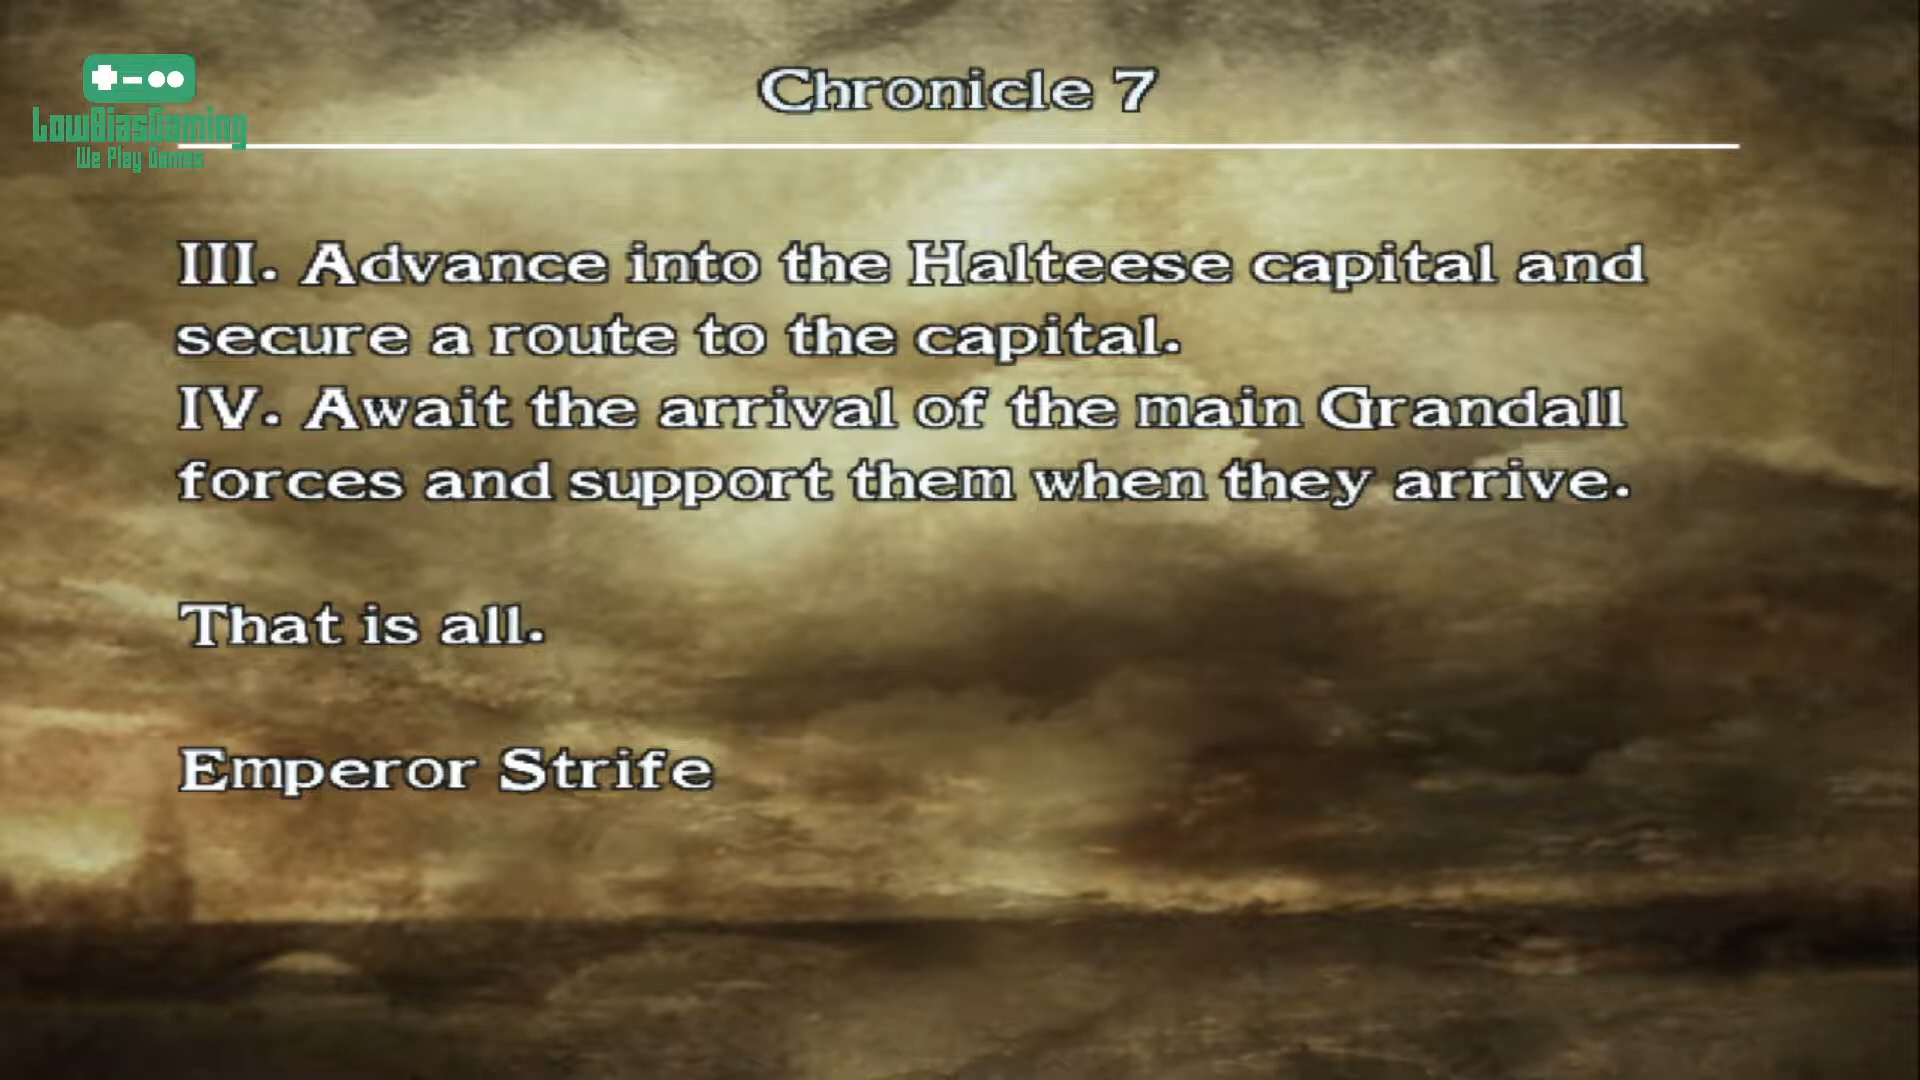 LowBiasGaming
We Play Games
Chronicle 7
III. Advance into the Halteese capital and
secure a route to the capital.
IV. Await the arrival of the main Grandall
forces and support them when they arrive.
That is all.
Emperor Strife